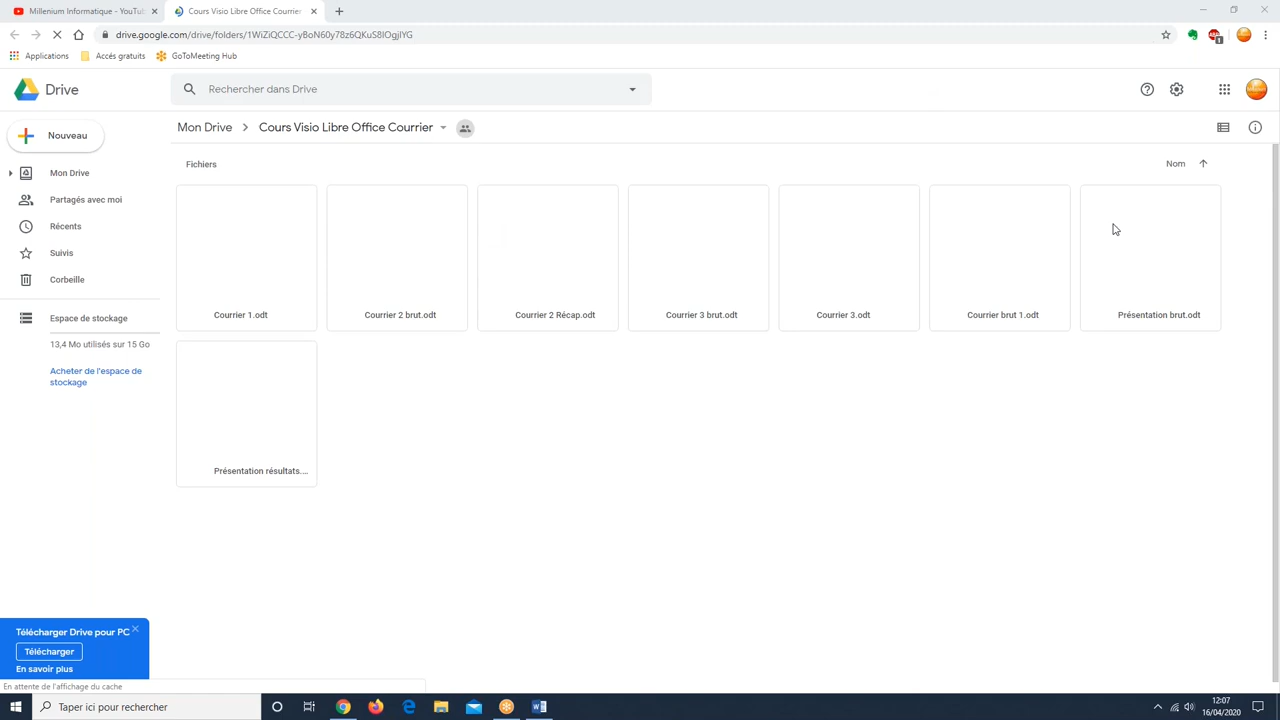 Millenium Informatique - YouTu
Cours Visio Libre Office Courrier
drive.google.com/drive/folders/1WiZiQCCC-yBoN60y78z6QKuS8IOgjIYG
1
Applications
Accés gratuits
GoToMeeting Hub
Drive
Rechercher dans Drive
Nouveau
Mon Drive
Cours Visio Libre Office Courrier
Fichiers
Nom
Mon Drive
Partagés avec moi
Récents
Suivis
Corbeille
Espace de stockage
13,4 Mo utilisés sur 15 Go
Acheter de l'espace de
stockage
Courrier 1.odt
Courrier 2 brut.odt
Courrier 2 Récap.odt
Courrier 3 brut.odt
Courrier 3.odt
Courrier brut 1.odt
Présentation brut.odt
Présentation résultats....
Télécharger Drive pour PC
Télécharger
En savoir plus
En attente de l'affichage du cache
Taper ici pour rechercher
12:07
16/04/2020